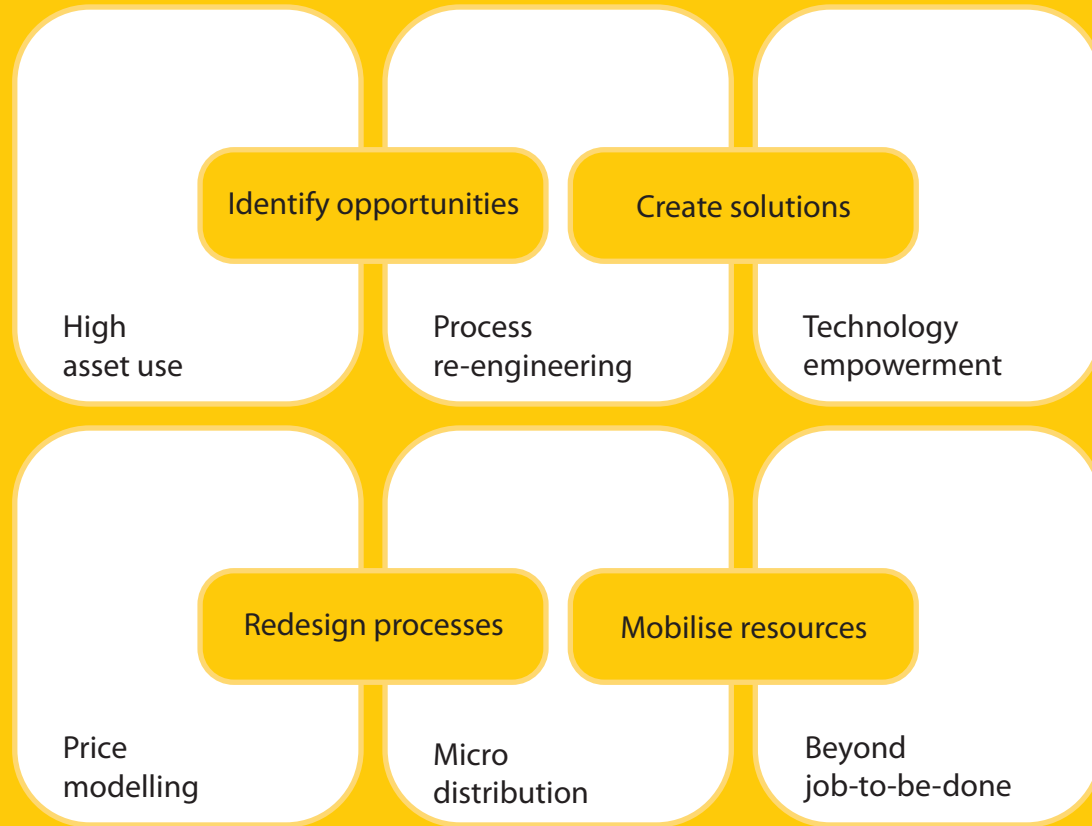 Identify opportunities
Create solutions
High
asset use
Process
re-engineering
Technology
empowerment
Redesign processes
Mobilise resources
Price
modelling
Micro
distribution
Beyond
job-to-be-done